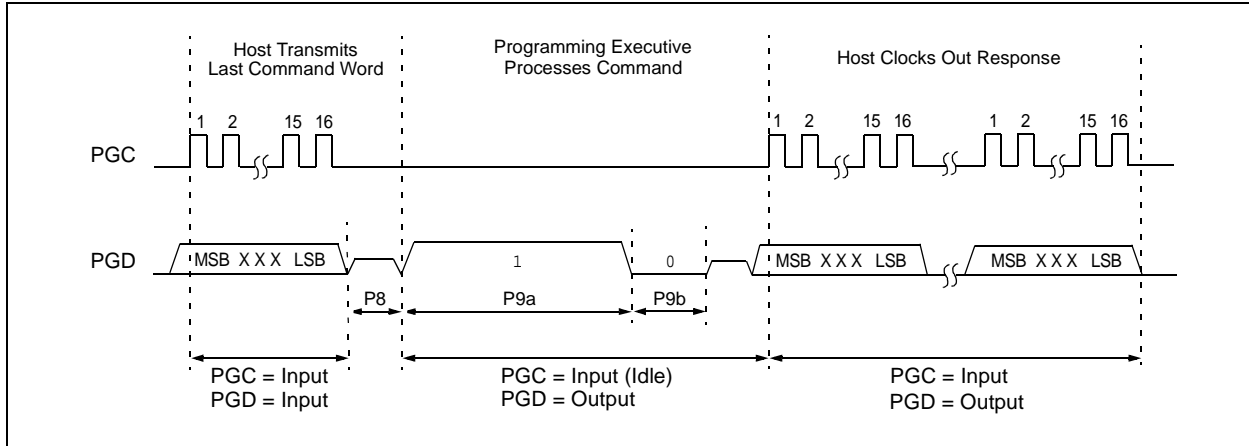 Host Transmits
Last Command Word
Programming Executive
Processes Command
Host Clocks Out Response
1 2 15 16
1 2 15 16
1 2 15 16
PGC
PGD
MSB X X X LSB
1
0
MSB X X X LSB
MSB X X X LSB
P8
P9a
P9b
PGC = Input
PGD = Input
PGC = Input (Idle)
PGD = Output
PGC = Input
PGD = Output